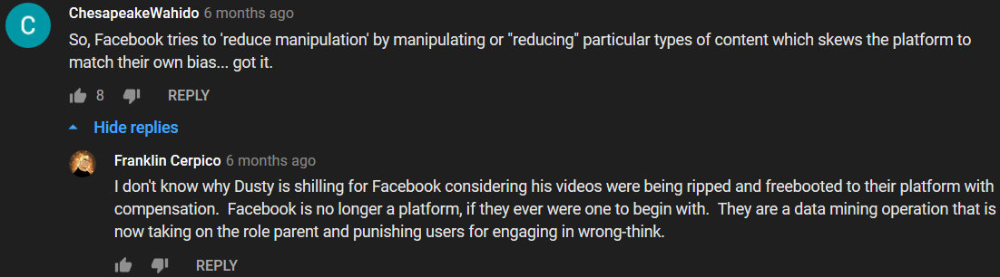 C
ChesapeakeWahido 6 months ago
So, Facebook tries to 'reduce manipulation' by manipulating or "reducing" particular types of content which skews the platform to
match their own bias... got it.
8 REPLY
Hide replies
Franklin Cerpico 6 months ago
I don't know why Dusty is shilling for Facebook considering his videos were being ripped and freebooted to their platform with
compensation. Facebook is no longer a platform, if they ever were one to begin with. They are a data mining operation that is
now taking on the role parent and punishing users for engaging in wrong-think.
REPLY